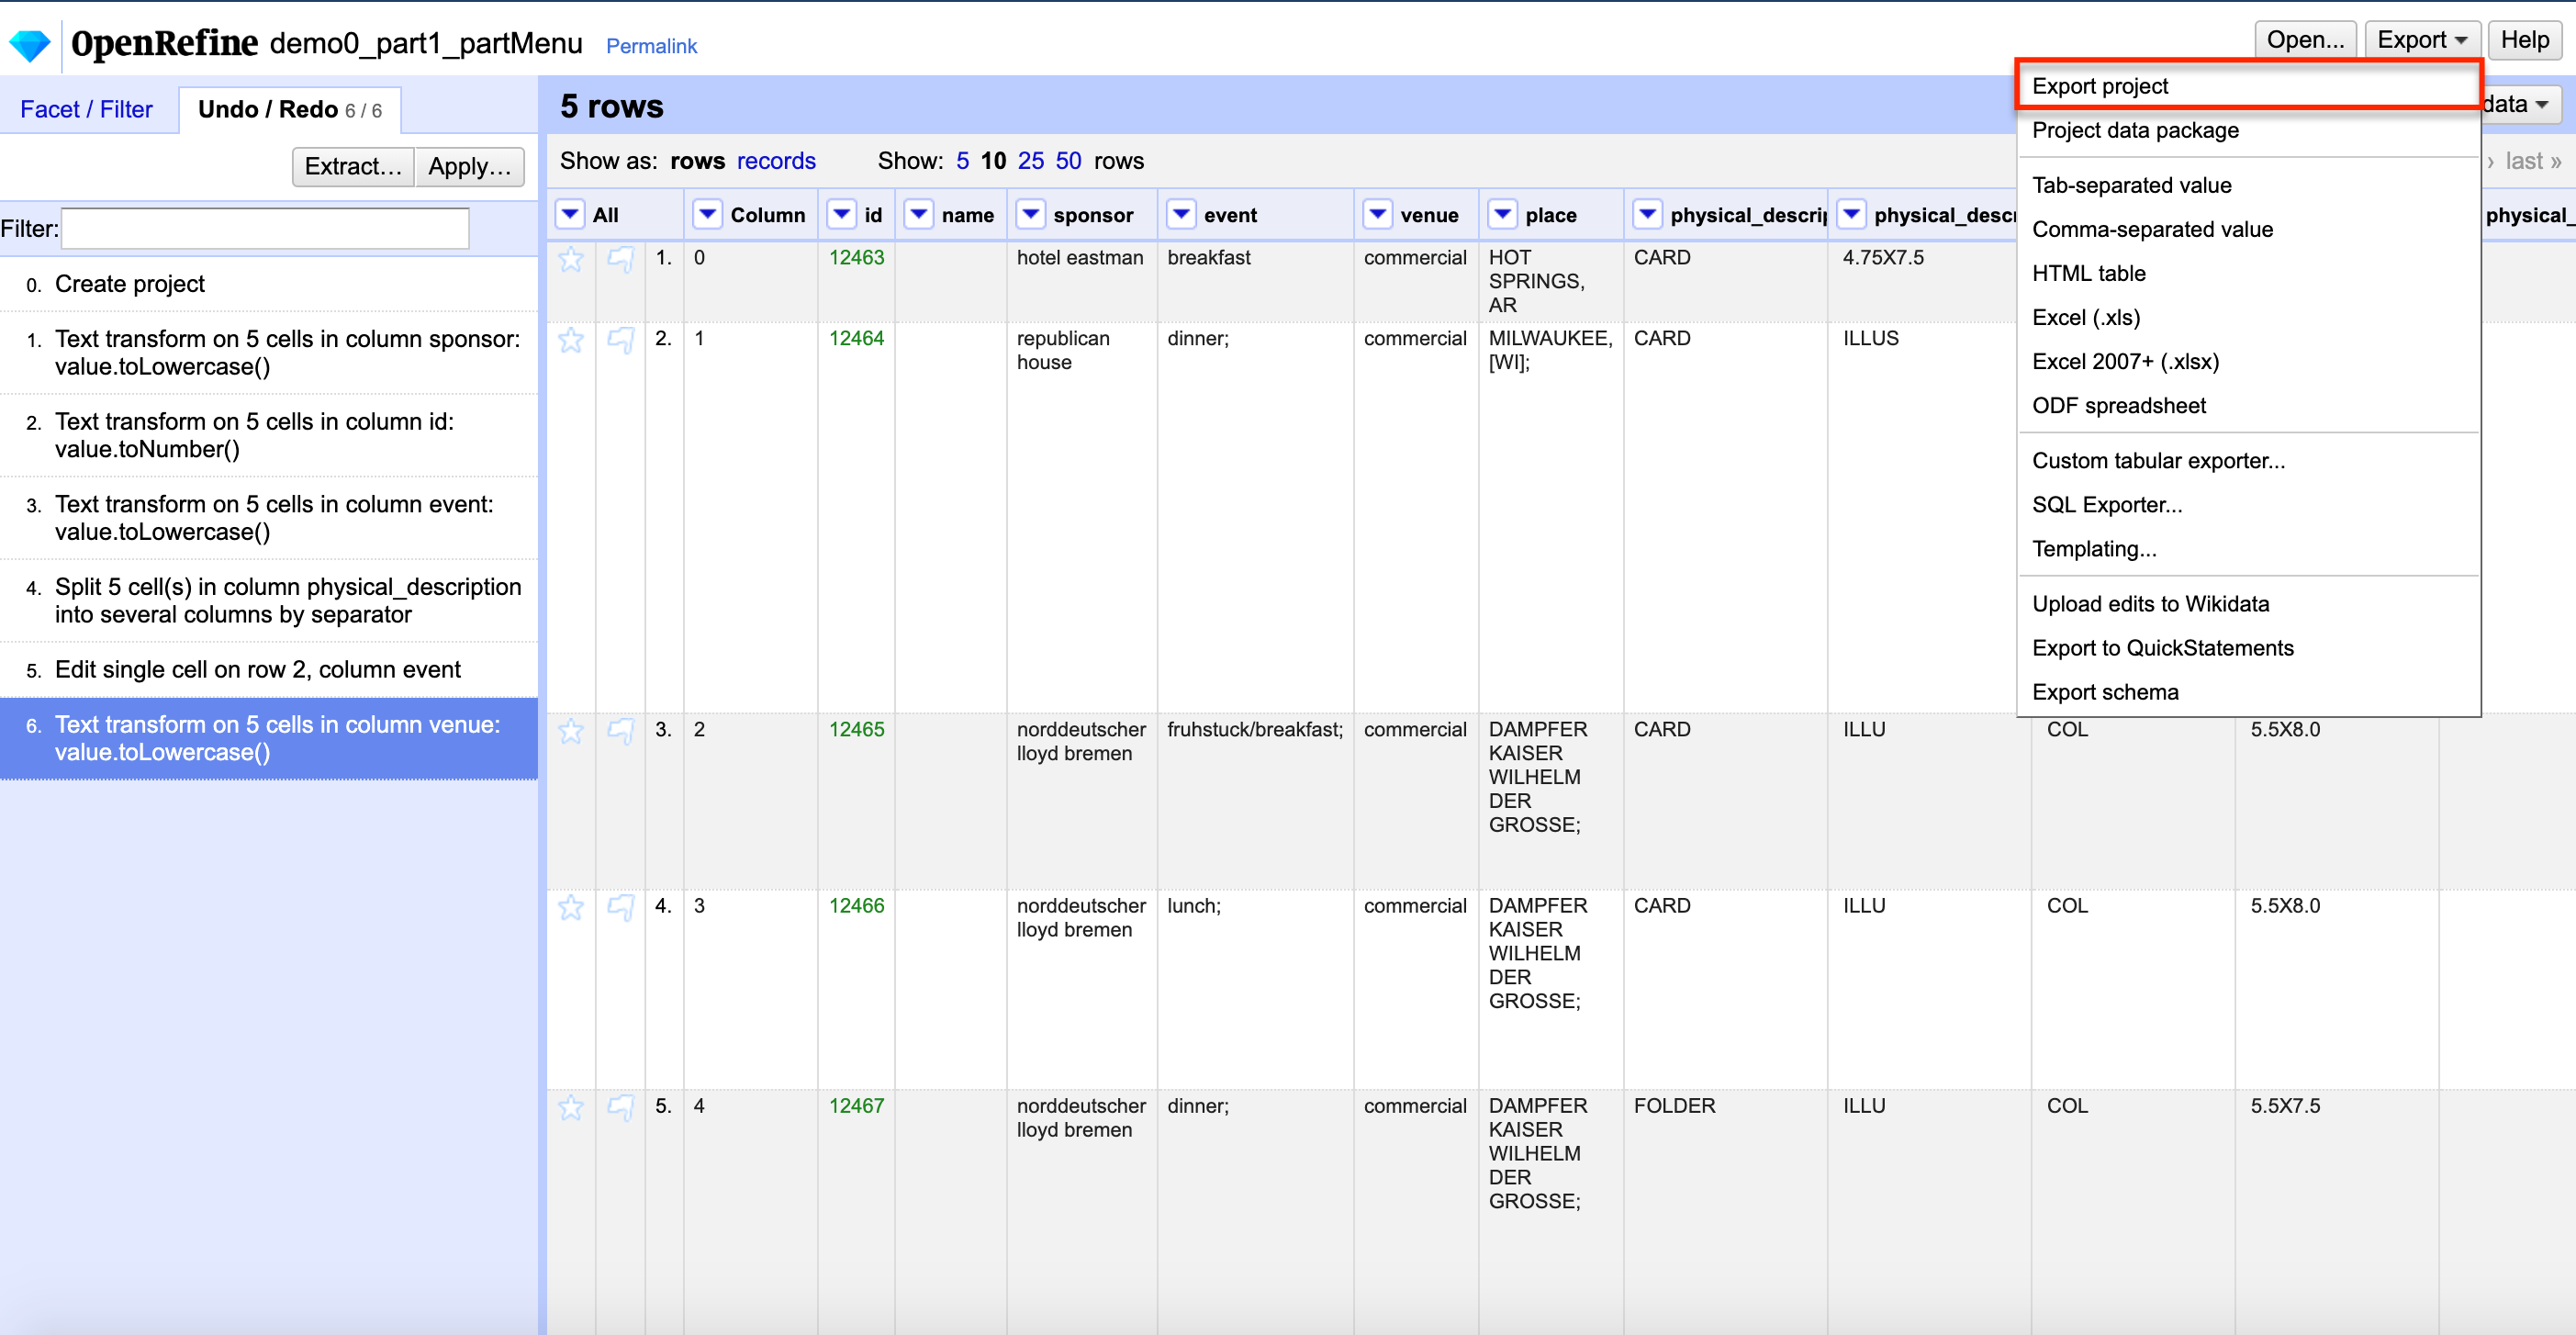 OpenRefine demo0_part1_partMenu Permalink
Open... Export Help
Facet / Filter Undo / Redo 6 / 6
Extract... Apply...
Filter:
0. Create project
1. Text transform on 5 cells in column sponsor:
value.toLowercase()
2. Text transform on 5 cells in column id:
value.toNumber()
3. Text transform on 5 cells in column event:
value.toLowercase()
4. Split 5 cell(s) in column physical_description
into several columns by separator
5. Edit single cell on row 2, column event
6. Text transform on 5 cells in column venue:
value.toLowercase()
5 rows
data
Show as: rows records Show: 5 10 25 50 rows
› last »
All Column id name sponsor event venue place physical_descrip physical_descr physical_
1. 0 12463 hotel eastman breakfast commercial HOT CARD 4.75X7.5
SPRINGS,
AR
2. 1 12464 republican dinner; commercial MILWAUKEE, CARD ILLUS
house [WI];
3. 2 12465 norddeutscher fruhstuck/breakfast; commercial DAMPFER CARD ILLU COL 5.5X8.0
lloyd bremen KAISER
WILHELM
DER
GROSSE;
4. 3 12466 norddeutscher lunch; commercial DAMPFER CARD ILLU COL 5.5X8.0
lloyd bremen KAISER
WILHELM
DER
GROSSE;
5. 4 12467 norddeutscher dinner; commercial DAMPFER FOLDER ILLU COL 5.5X7.5
lloyd bremen KAISER
WILHELM
DER
GROSSE;
Export project
Project data package
Tab-separated value
Comma-separated value
HTML table
Excel (.xls)
Excel 2007+ (.xlsx)
ODF spreadsheet
Custom tabular exporter...
SQL Exporter...
Templating...
Upload edits to Wikidata
Export to QuickStatements
Export schema